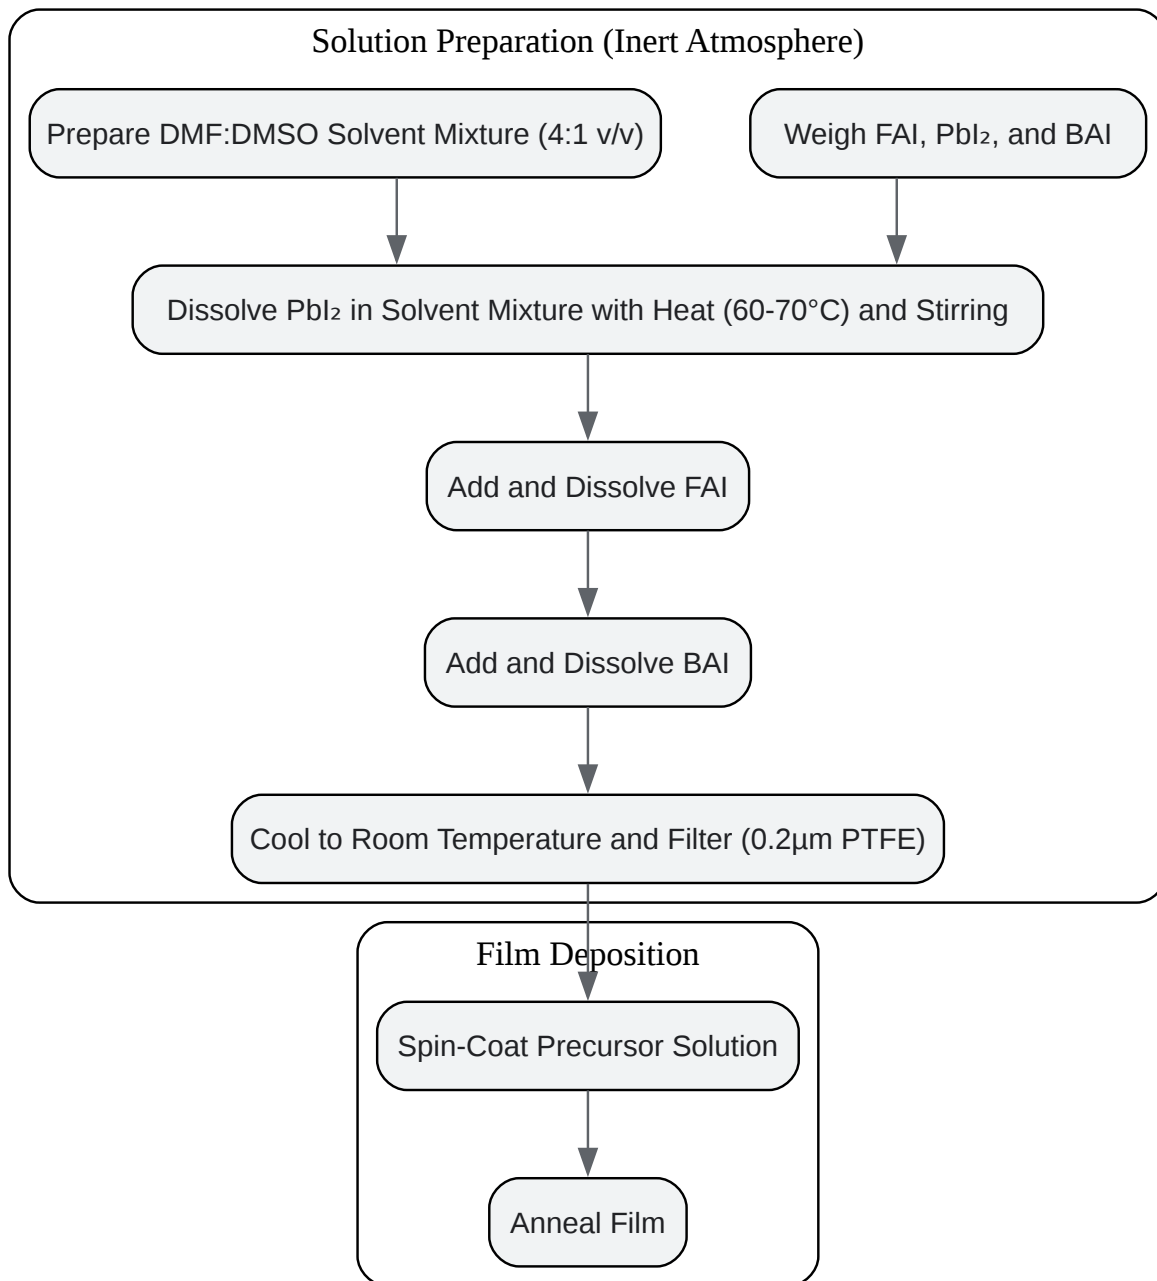 Solution Preparation (Inert Atmosphere)
Prepare DMF:DMSO Solvent Mixture (4:1 v/v)
Weigh FAI, PbI₂, and BAI
Dissolve PbI₂ in Solvent Mixture with Heat (60-70°C) and Stirring
Add and Dissolve FAI
Add and Dissolve BAI
Cool to Room Temperature and Filter (0.2µm PTFE)
Film Deposition
Spin-Coat Precursor Solution
Anneal Film